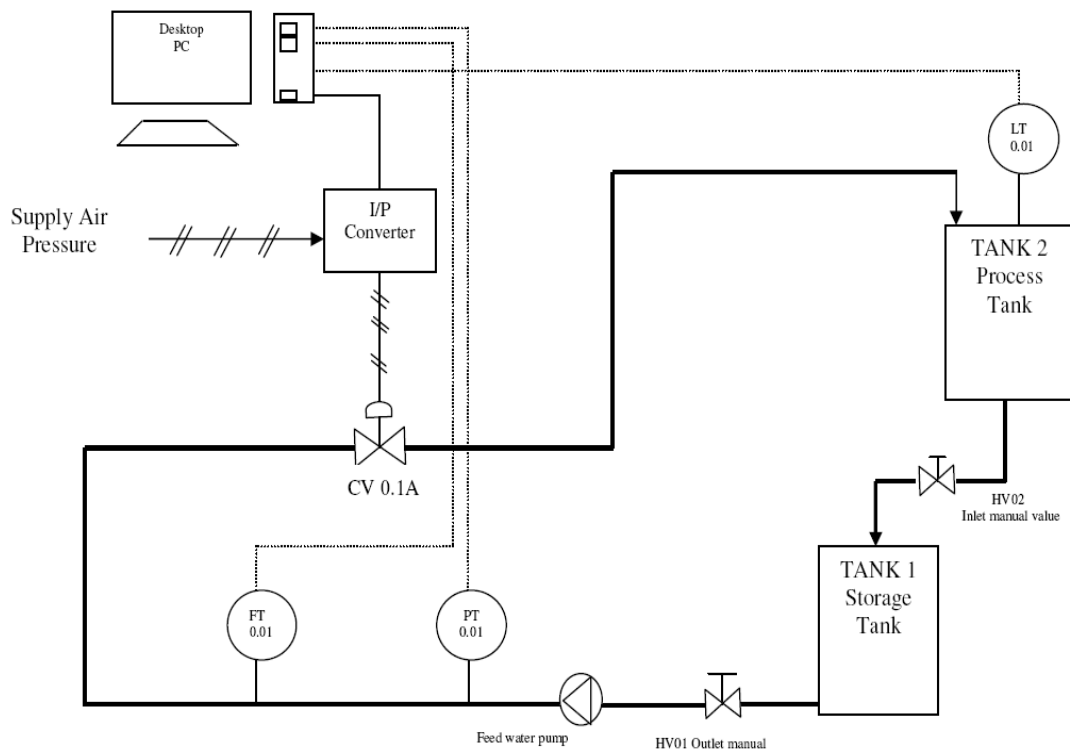 Desktop
PC
LT
0.01
I/P
Converter
Supply Air
Pressure
TANK 2
Process
Tank
CV 0.1A
HV02
Inlet manual value
TANK 1
Storage
Tank
FT
0.01
PT
0.01
Feed water pump
HV01 Outlet manual